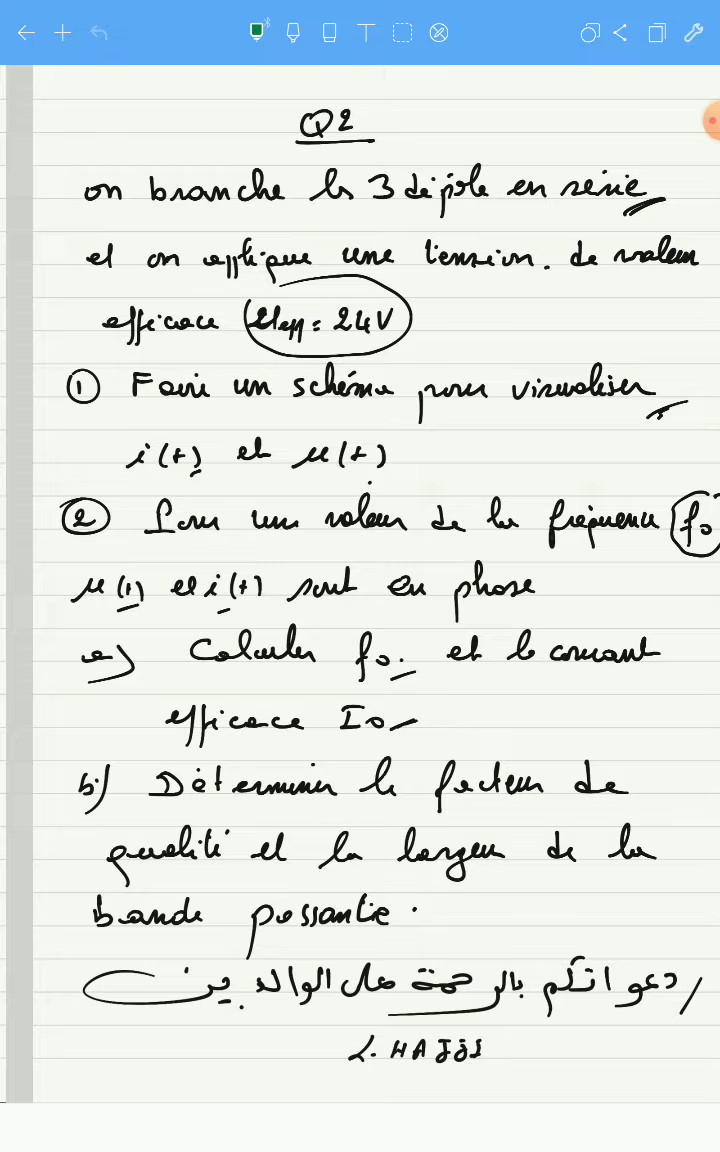 Q2
on branche les 3 dipôle en série
et on applique une tension. de valeur
efficace Ueff = 24V
① Faire un schéma pour visualiser
i(t) et u(t)
② Pour une valeur de la fréquence f₀
u(t) et i(t) sont en phase
a) Calculer f₀. et le courant
efficace I₀
b) Déterminer le facteur de
qualité et la largeur de la
bande passante.
دعواتكم بالرحمة على الوالدين